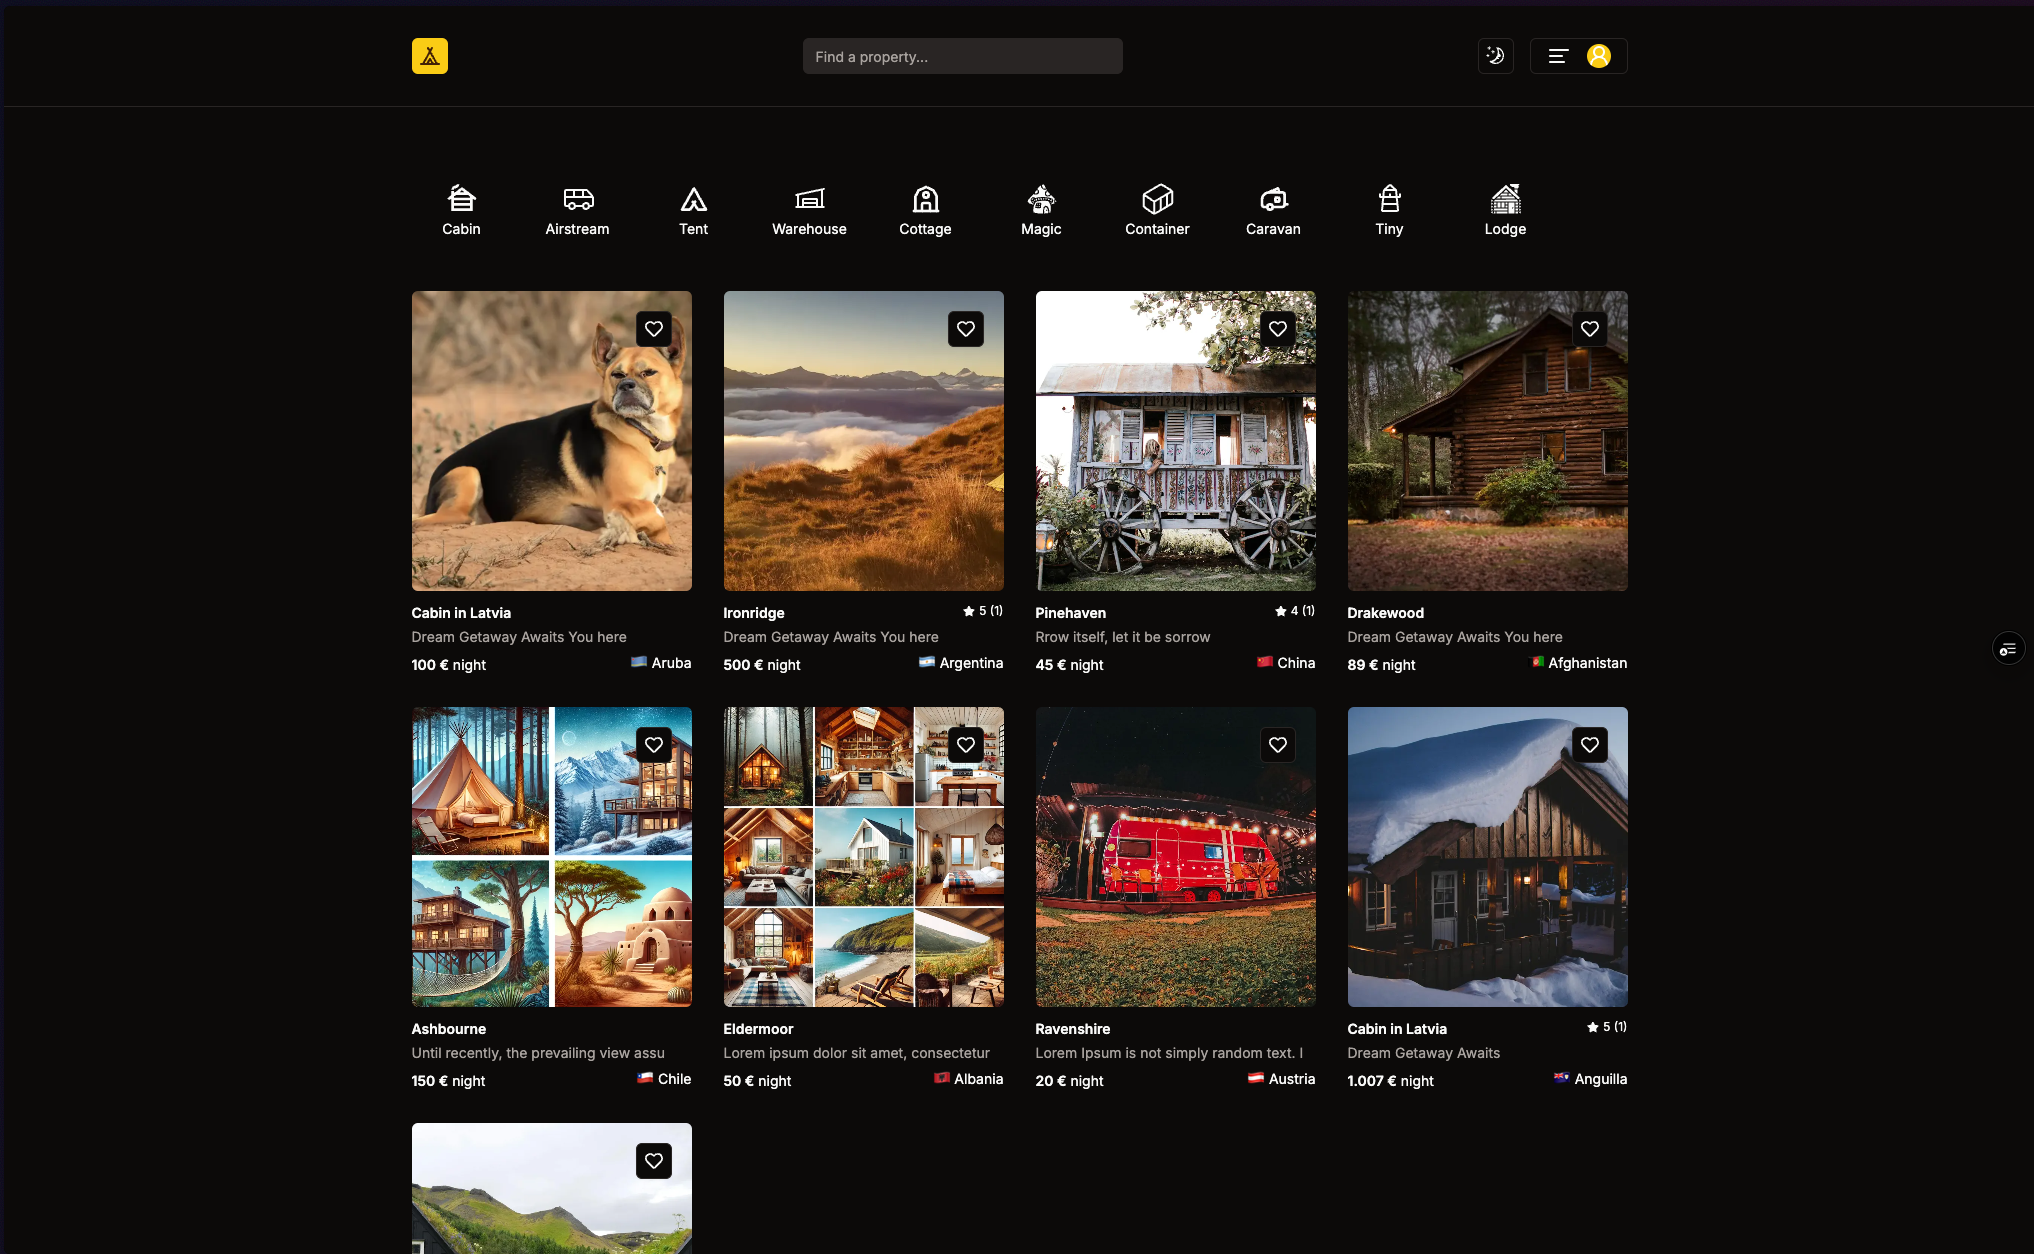 Find a property...
Cabin
Airstream
Tent
Warehouse
Cottage
Magic
Container
Caravan
Tiny
Lodge
Cabin in Latvia
Dream Getaway Awaits You here
100 € night
Aruba
Ironridge
5 (1)
Dream Getaway Awaits You here
500 € night
Argentina
Pinehaven
4 (1)
Rrow itself, let it be sorrow
45 € night
China
Drakewood
Dream Getaway Awaits You here
89 € night
Afghanistan
Ashbourne
Until recently, the prevailing view assu
150 € night
Chile
Eldermoor
Lorem ipsum dolor sit amet, consectetur
50 € night
Albania
Ravenshire
Lorem Ipsum is not simply random text. I
20 € night
Austria
Cabin in Latvia
5 (1)
Dream Getaway Awaits
1.007 € night
Anguilla